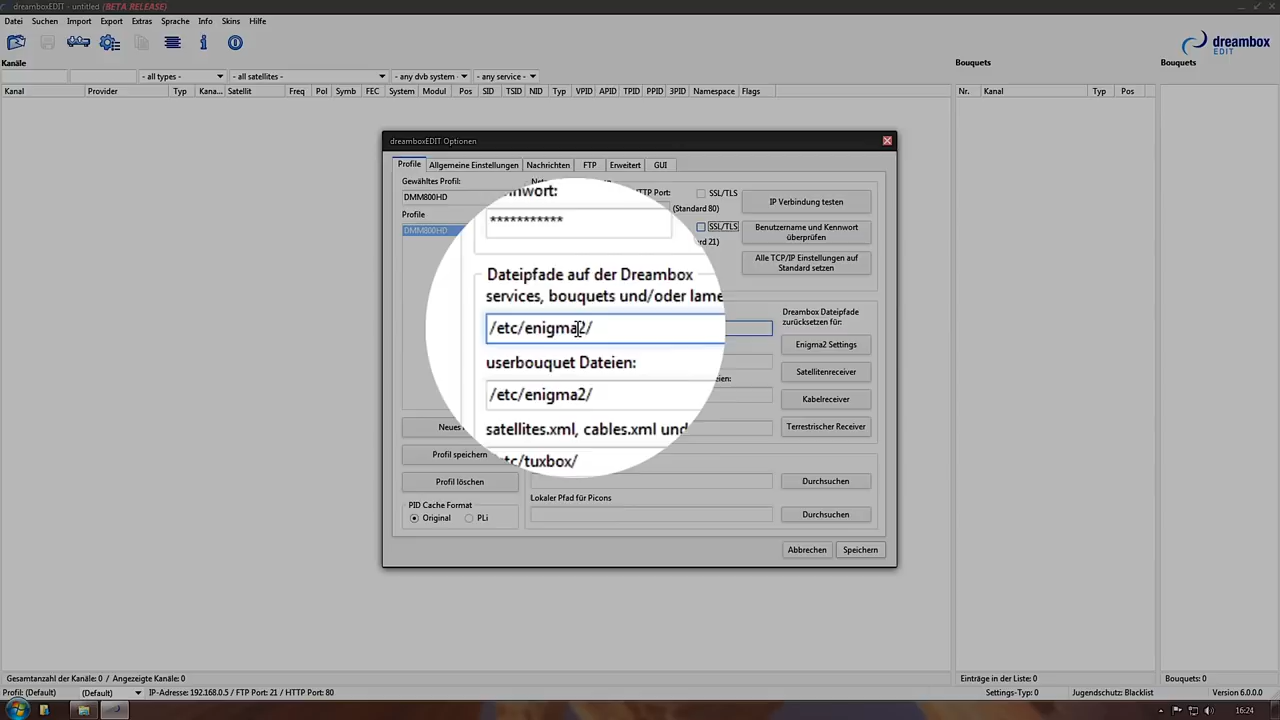 dreamboxEDIT - untitled (BETA RELEASE)
Datei Suchen Import Export Extras Sprache Info Skins Hilfe
dreambox
EDIT
Kanäle Bouquets Bouquets
- all types - - all satellites - - any dvb system - - any service -
Kanal Provider Typ Kana... Satellit Freq Pol Symb FEC System Modul Pos SID TSID NID Typ VPID APID TPID PPID 3PID Namespace Flags Nr. Kanal Typ Pos
dreamboxEDIT Optionen
Profile Allgemeine Einstellungen Nachrichten FTP Erweitert GUI
Gewähltes Profil:
DMM800HD
Profile
DMM800HD
Port:
SSL/TLS
(Standard 80)
SSL/TLS
IP Verbindung testen
Benutzername und Kennwort
überprüfen
Alle TCP/IP Einstellungen auf
Standard setzen
***********
Dateipfade auf der Dreambox
services, bouquets und/oder lame
/etc/enigma2/
userbouquet Dateien:
/etc/enigma2/
satellites.xml, cables.xml und
tc/tuxbox/
Dreambox Dateipfade
zurücksetzen für:
Enigma2 Settings
Satellitenreceiver
Kabelreceiver
Terrestrischer Receiver
Neues
Profil speichern
Profil löschen
Durchsuchen
Lokaler Pfad für Picons
Durchsuchen
PID Cache Format
Original PLi
Abbrechen Speichern
Gesamtanzahl der Kanäle: 0 / Angezeigte Kanäle: 0 Einträge in der Liste: 0 Bouquets: 0
Profil: (Default) (Default) IP-Adresse: 192.168.0.5 / FTP Port: 21 / HTTP Port: 80 Settings-Typ: 0 Jugendschutz: Blacklist Version 6.0.0.0
16:24